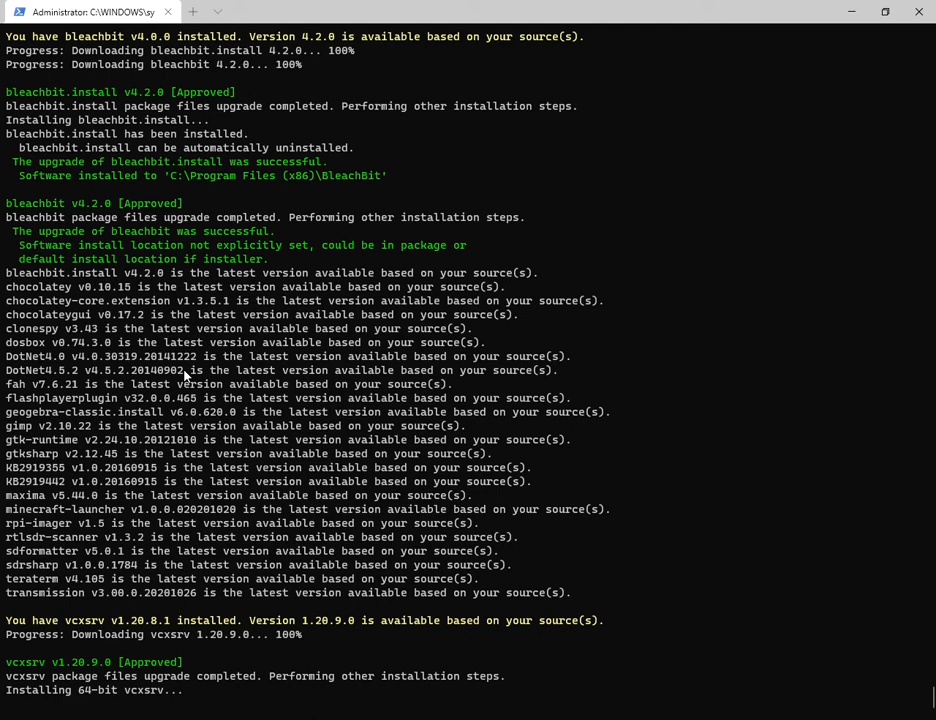 Administrator: C:\WINDOWS\sy
You have bleachbit v4.0.0 installed. Version 4.2.0 is available based on your source(s).
Progress: Downloading bleachbit.install 4.2.0... 100%
Progress: Downloading bleachbit 4.2.0... 100%
bleachbit.install v4.2.0 [Approved]
bleachbit.install package files upgrade completed. Performing other installation steps.
Installing bleachbit.install...
bleachbit.install has been installed.
bleachbit.install can be automatically uninstalled.
The upgrade of bleachbit.install was successful.
Software installed to 'C:\Program Files (x86)\BleachBit'
bleachbit v4.2.0 [Approved]
bleachbit package files upgrade completed. Performing other installation steps.
The upgrade of bleachbit was successful.
Software install location not explicitly set, could be in package or
default install location if installer.
bleachbit.install v4.2.0 is the latest version available based on your source(s).
chocolatey v0.10.15 is the latest version available based on your source(s).
chocolatey-core.extension v1.3.5.1 is the latest version available based on your source(s).
chocolateygui v0.17.2 is the latest version available based on your source(s).
clonespy v3.43 is the latest version available based on your source(s).
dosbox v0.74.3.0 is the latest version available based on your source(s).
DotNet4.0 v4.0.30319.20141222 is the latest version available based on your source(s).
DotNet4.5.2 v4.5.2.20140902 is the latest version available based on your source(s).
fah v7.6.21 is the latest version available based on your source(s).
flashplayerplugin v32.0.0.465 is the latest version available based on your source(s).
geogebra-classic.install v6.0.620.0 is the latest version available based on your source(s).
gimp v2.10.22 is the latest version available based on your source(s).
gtk-runtime v2.24.10.20121010 is the latest version available based on your source(s).
gtksharp v2.12.45 is the latest version available based on your source(s).
KB2919355 v1.0.20160915 is the latest version available based on your source(s).
KB2919442 v1.0.20160915 is the latest version available based on your source(s).
maxima v5.44.0 is the latest version available based on your source(s).
minecraft-launcher v1.0.0.020201020 is the latest version available based on your source(s).
rpi-imager v1.5 is the latest version available based on your source(s).
rtlsdr-scanner v1.3.2 is the latest version available based on your source(s).
sdformatter v5.0.1 is the latest version available based on your source(s).
sdrsharp v1.0.0.1784 is the latest version available based on your source(s).
teraterm v4.105 is the latest version available based on your source(s).
transmission v3.00.0.20201026 is the latest version available based on your source(s).
You have vcxsrv v1.20.8.1 installed. Version 1.20.9.0 is available based on your source(s).
Progress: Downloading vcxsrv 1.20.9.0... 100%
vcxsrv v1.20.9.0 [Approved]
vcxsrv package files upgrade completed. Performing other installation steps.
Installing 64-bit vcxsrv...